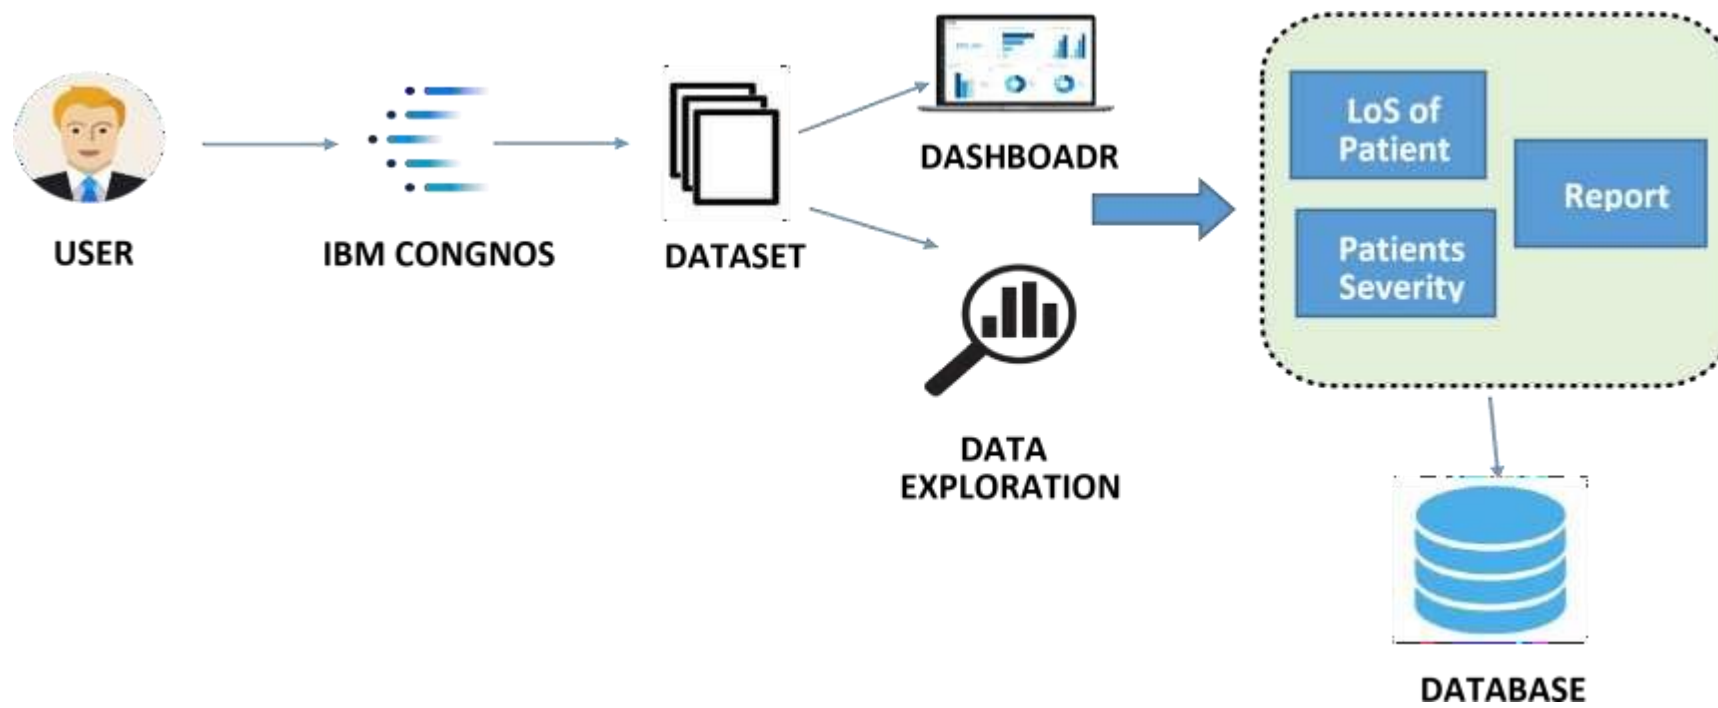 USER
IBM CONGNOS
DATASET
DASHBOADR
DATA
EXPLORATION
LoS of
Patient
Patients
Severity
Report
DATABASE